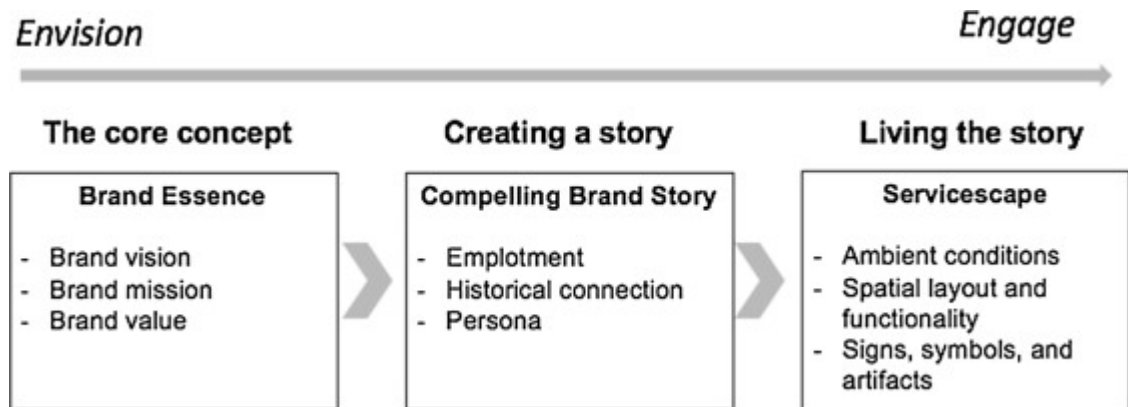 Envision
Engage
The core concept
Brand Essence
- Brand vision
- Brand mission
- Brand value
Creating a story
Compelling Brand Story
- Emplotment
- Historical connection
- Persona
Living the story
Servicescape
- Ambient conditions
- Spatial layout and
functionality
- Signs, symbols, and
artifacts